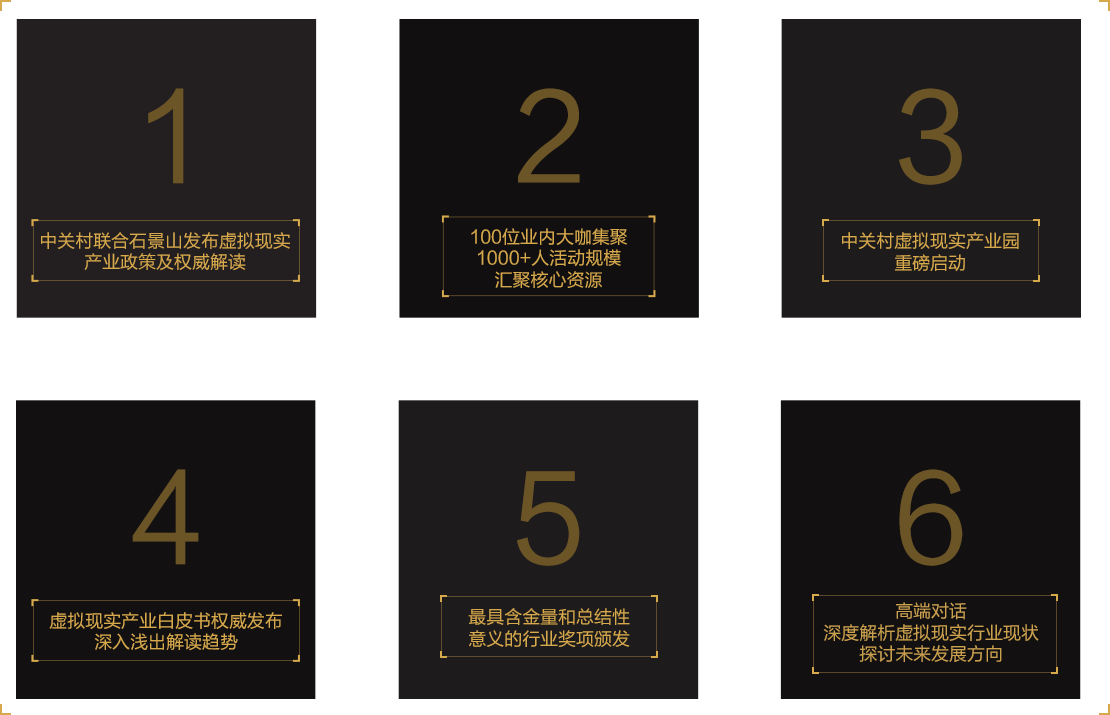 1
中关村联合石景山发布虚拟现实
产业政策及权威解读
2
100位业内大咖集聚
1000+人活动规模
汇聚核心资源
3
中关村虚拟现实产业园
重磅启动
4
虚拟现实产业白皮书权威发布
深入浅出解读趋势
5
最具含金量和总结性
意义的行业奖项颁发
6
高端对话
深度解析虚拟现实行业现状
探讨未来发展方向